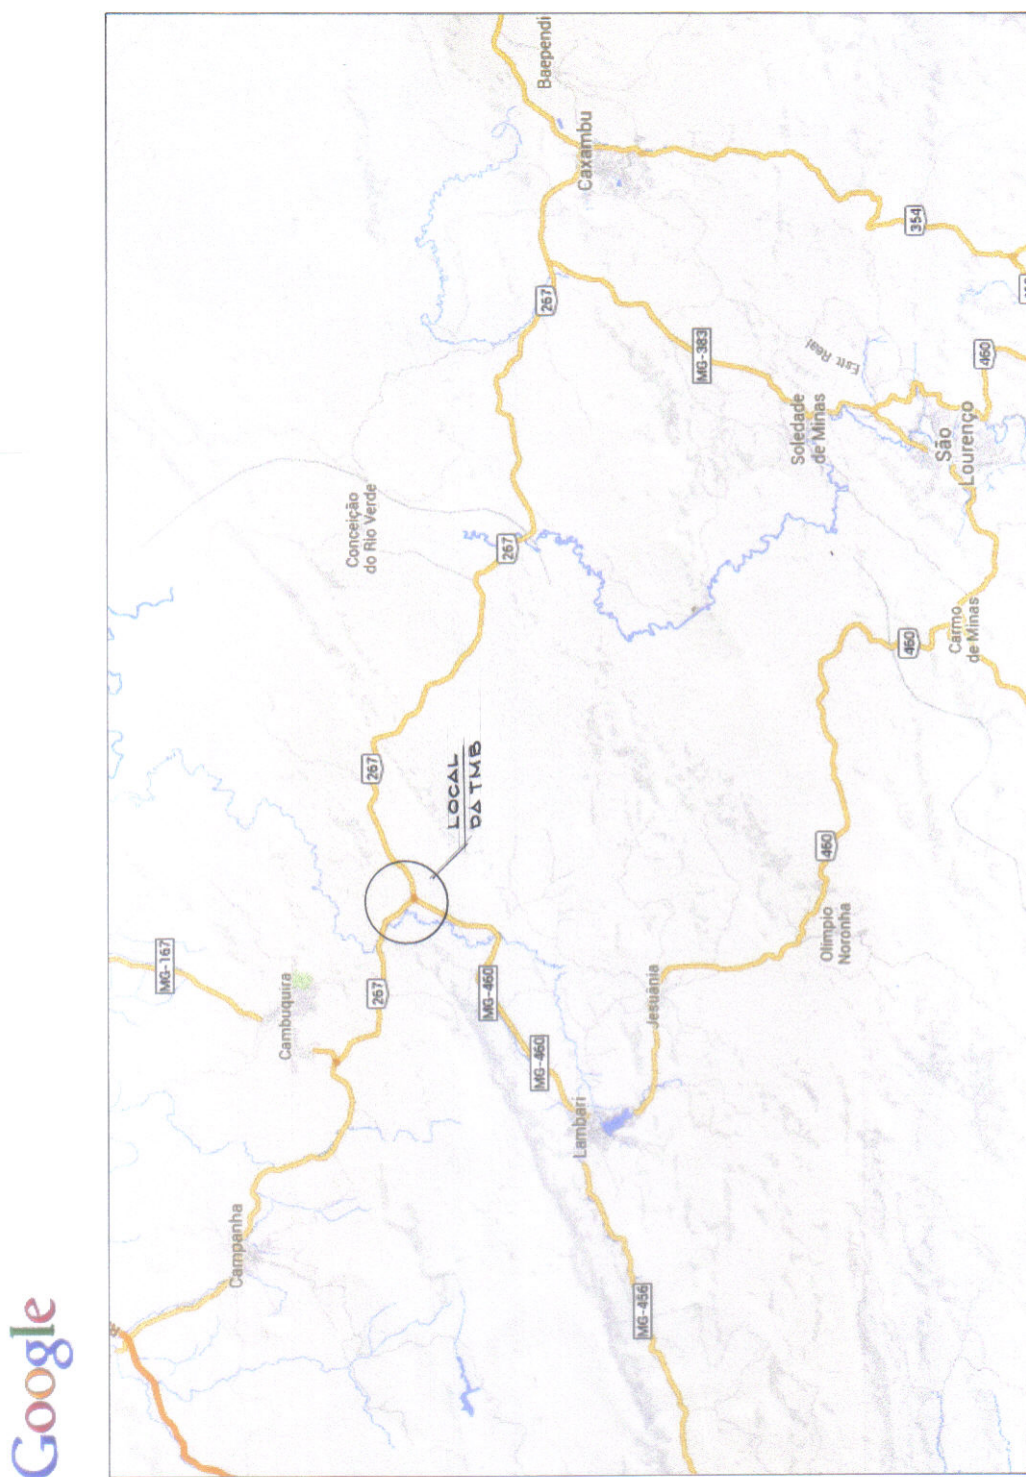 Google
Campanha
Cambuquira
MG-167
267
267
LOCAL
DA TMB
MG-460
MG-460
Lambari
MG-456
Jesuânia
Olímpio
Noronha
460
460
Carmo
de Minas
Conceição
do Rio Verde
267
267
Baependi
Caxambu
MG-383
Estr. Real
Soledade
de Minas
São
Lourenço
460
354